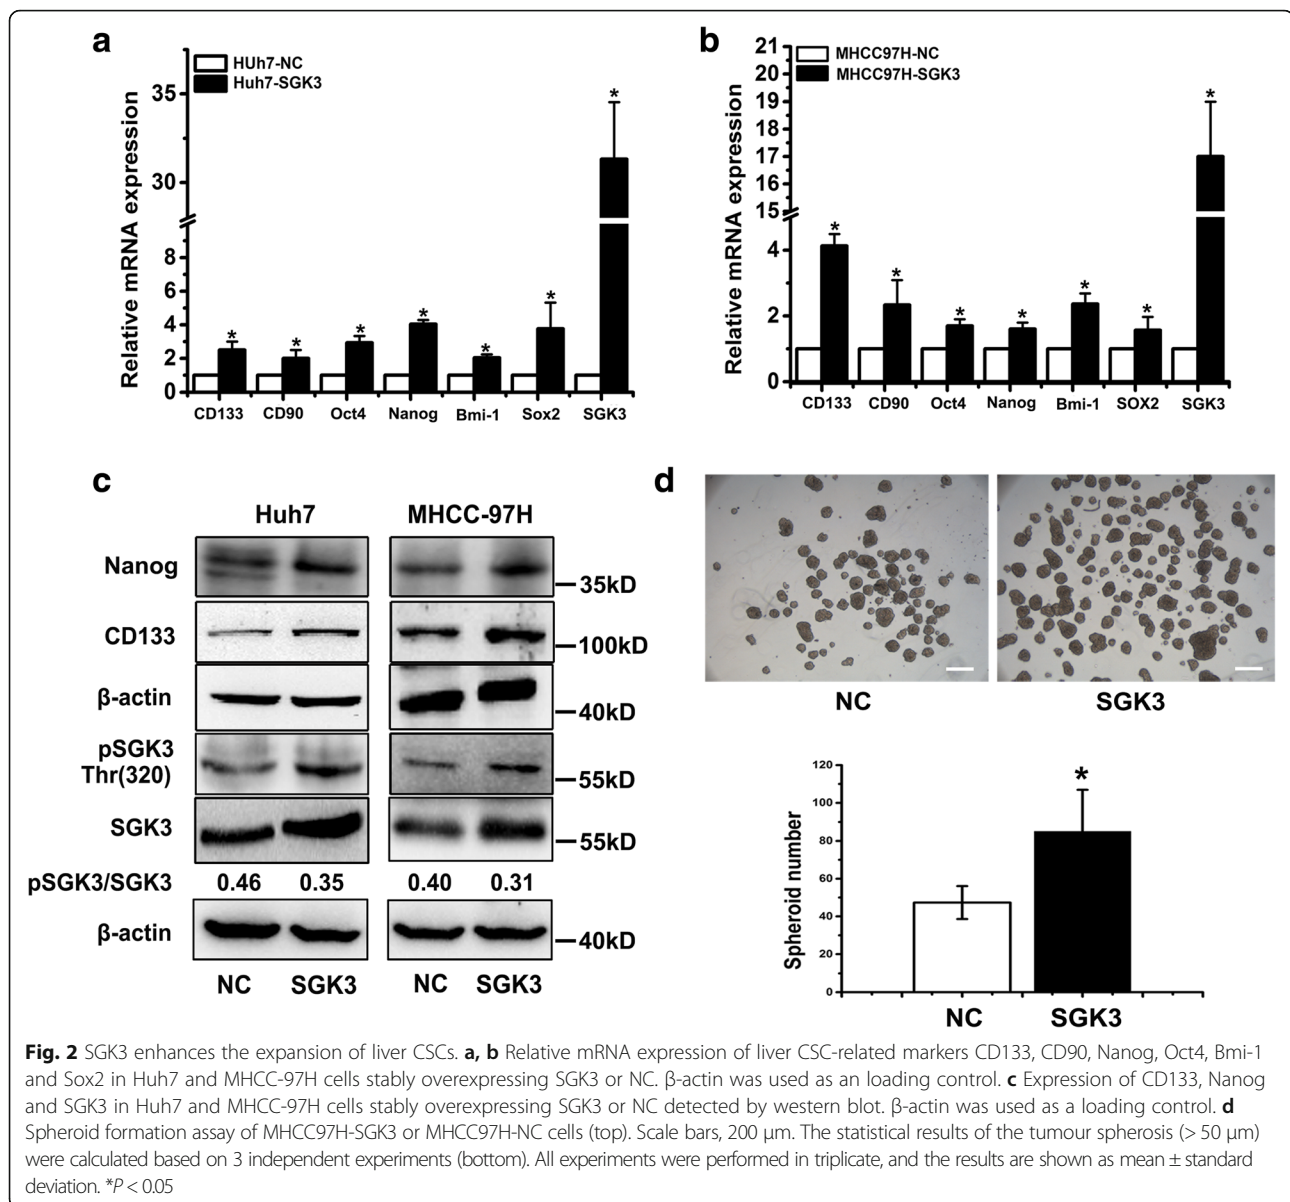 a
HUh7-NC
Huh7-SGK3
Relative mRNA expression
35
30
8
6
4
2
0
* * * * * * *
CD133 CD90 Oct4 Nanog Bmi-1 Sox2 SGK3
b
MHCC97H-NC
MHCC97H-SGK3
Relative mRNA expression
21
20
19
18
17
16
15
4
2
0
* * * * * * *
CD133 CD90 Oct4 Nanog Bmi-1 SOX2 SGK3
c
Huh7 MHCC-97H
Nanog 35kD
CD133 100kD
β-actin 40kD
pSGK3
Thr(320) 55kD
SGK3 55kD
pSGK3/SGK3 0.46 0.35 0.40 0.31
β-actin 40kD
NC SGK3 NC SGK3
d
NC SGK3
Spheroid number
120
100
80
60
40
20
0
*
NC SGK3
Fig. 2 SGK3 enhances the expansion of liver CSCs. a, b Relative mRNA expression of liver CSC-related markers CD133, CD90, Nanog, Oct4, Bmi-1
and Sox2 in Huh7 and MHCC-97H cells stably overexpressing SGK3 or NC. β-actin was used as an loading control. c Expression of CD133, Nanog
and SGK3 in Huh7 and MHCC-97H cells stably overexpressing SGK3 or NC detected by western blot. β-actin was used as a loading control. d
Spheroid formation assay of MHCC97H-SGK3 or MHCC97H-NC cells (top). Scale bars, 200 μm. The statistical results of the tumour spherosis (> 50 μm)
were calculated based on 3 independent experiments (bottom). All experiments were performed in triplicate, and the results are shown as mean ± standard
deviation. *P < 0.05